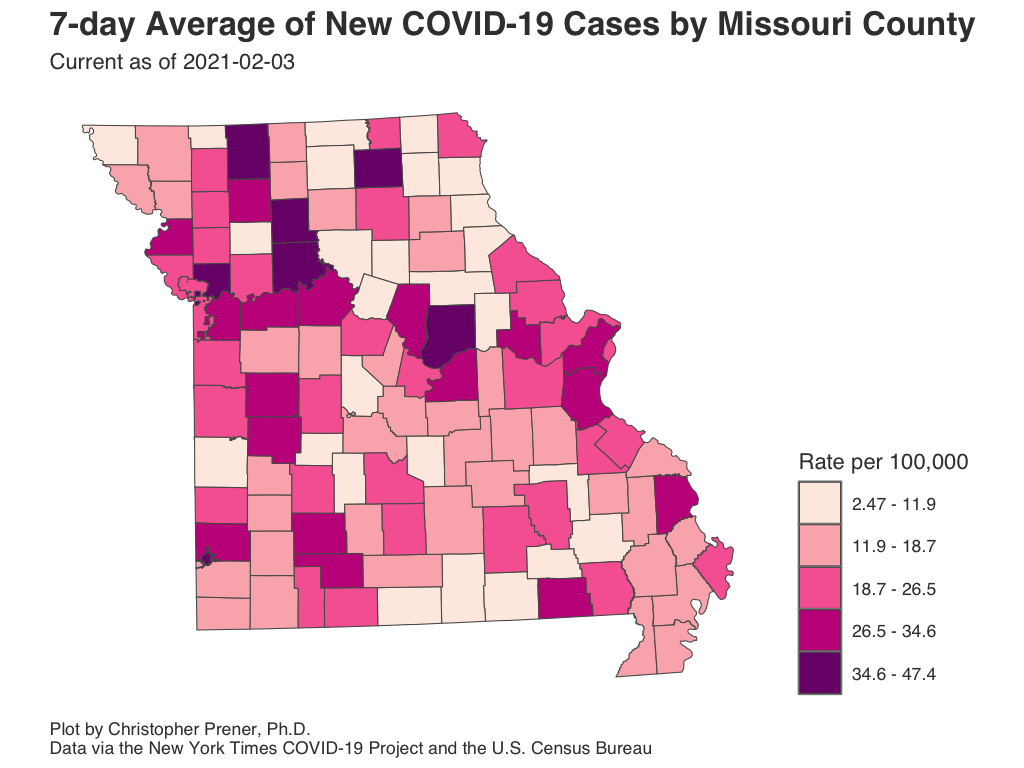 7-day Average of New COVID-19 Cases by Missouri County
Current as of 2021-02-03
Rate per 100,000
2.47 - 11.9
11.9 - 18.7
18.7 - 26.5
26.5 - 34.6
34.6 - 47.4
Plot by Christopher Prener, Ph.D.
Data via the New York Times COVID-19 Project and the U.S. Census Bureau